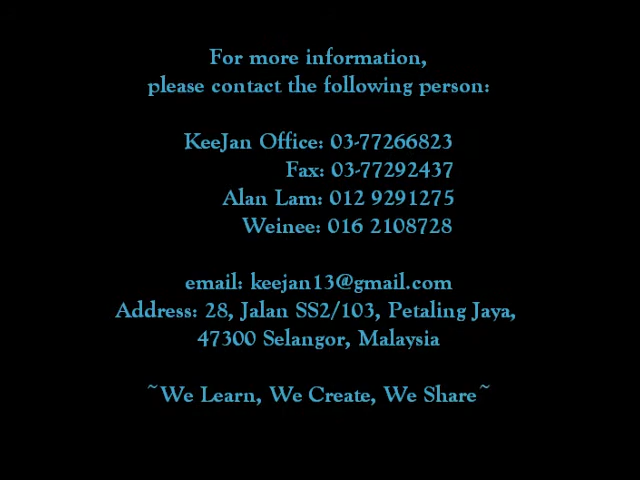 For more information,
please contact the following person:
KeeJan Office: 03-77266823
Fax: 03-77292437
Alan Lam: 012 9291275
Weinee: 016 2108728
email: keejan13@gmail.com
Address: 28, Jalan SS2/103, Petaling Jaya,
47300 Selangor, Malaysia
~We Learn, We Create, We Share~